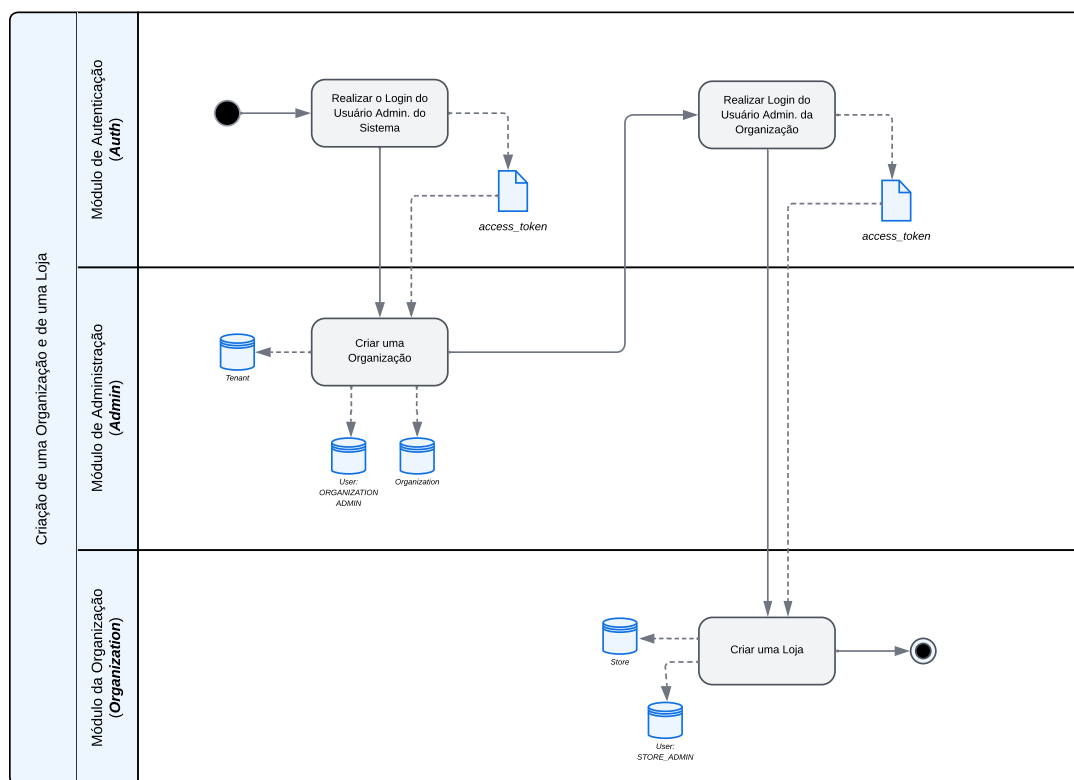 Criação de uma Organização e de uma Loja
Módulo de Autenticação
(Auth)
Realizar o Login do
Usuário Admin. do
Sistema
access_token
Realizar Login do
Usuário Admin. da
Organização
access_token
Módulo de Administração
(Admin)
Criar uma
Organização
Tenant
User:
ORGANIZATION
ADMIN
Organization
Módulo da Organização
(Organization)
Criar uma Loja
Store
User:
STORE_ADMIN